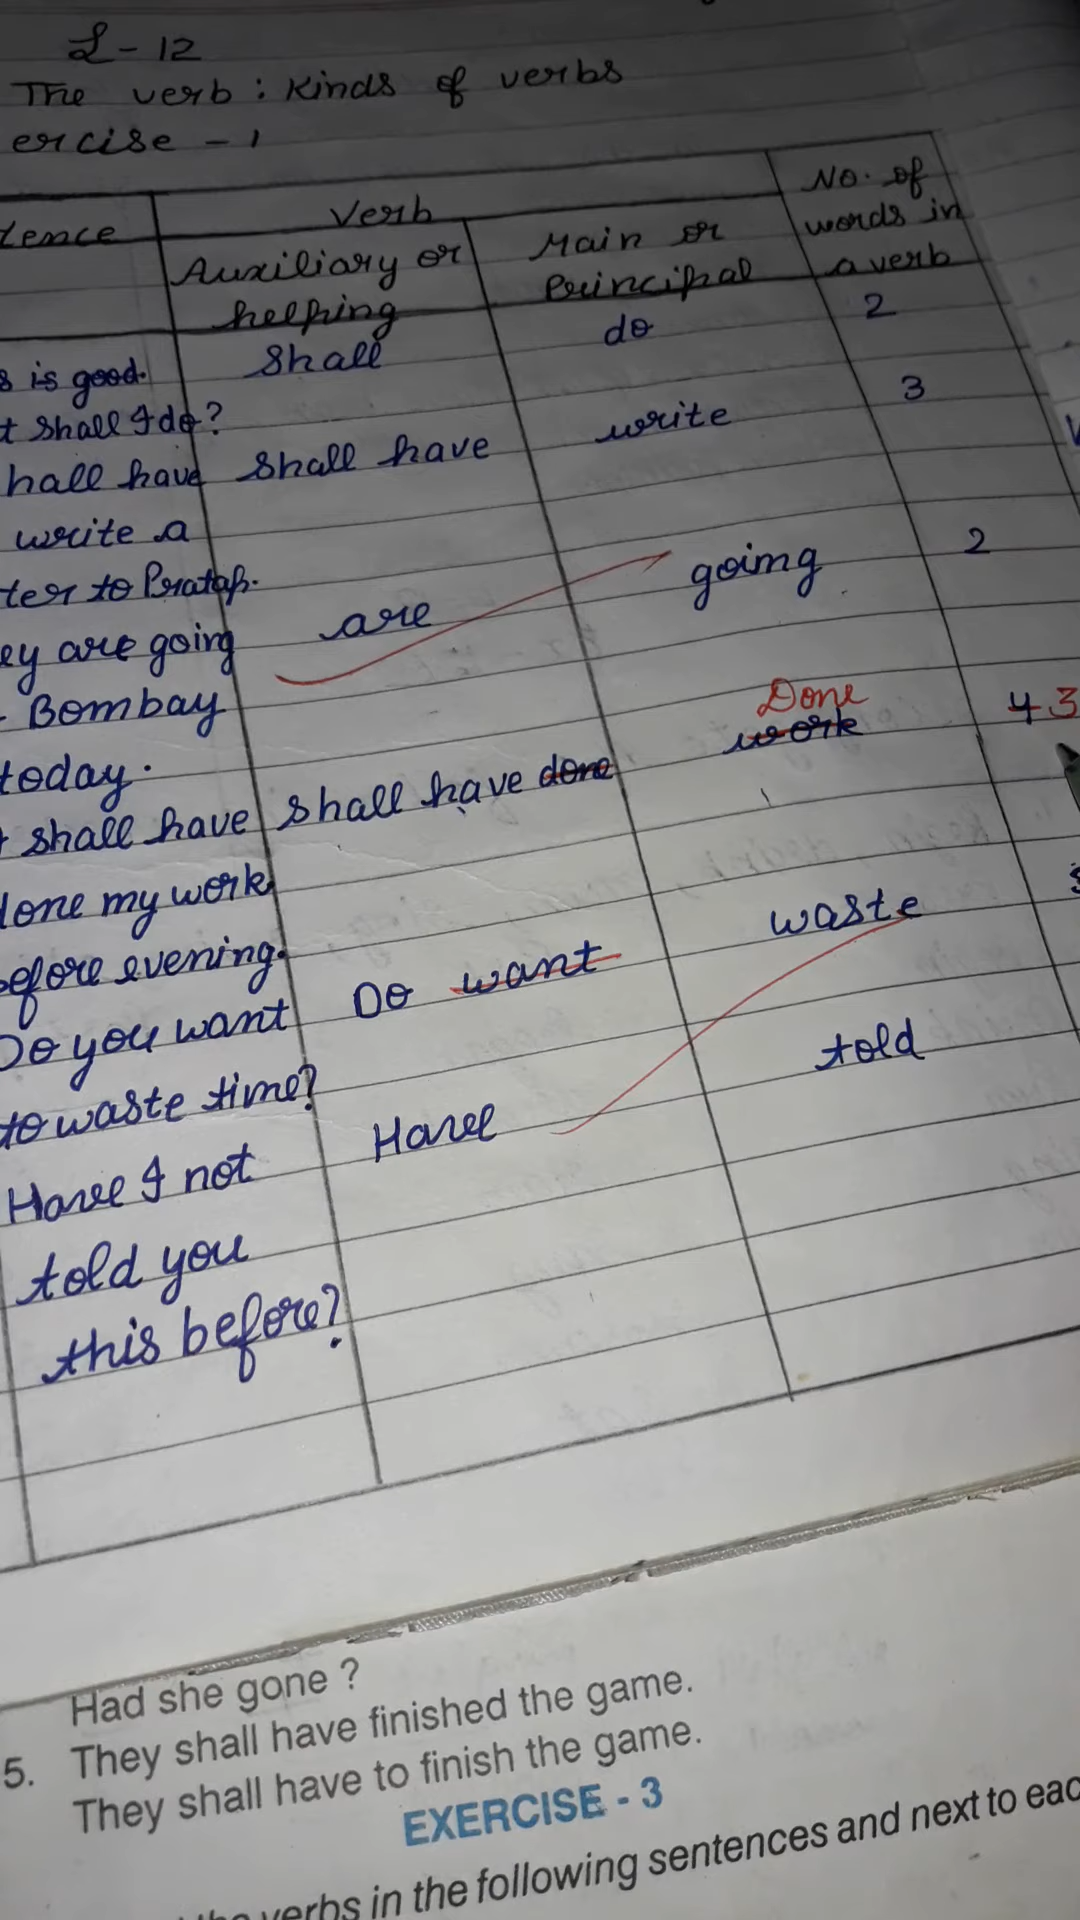 L-12
The verb: Kinds of verbs
ercise - 1
tence
Verb
Auxiliary or helping
Main or Principal
No. of words in a verb
s is good.
t shall I do?
Shall
do
2
hall have
write a
ter to Pratap.
Shall have
write
3
ey are going
Bombay
today.
are
going
2
shall have
done my work
before evening.
shall have done
Done
work
4 3
Do you want
to waste time?
Do want
waste
Have I not
told you
this before?
Have
told
Had she gone ?
5. They shall have finished the game.
They shall have to finish the game.
EXERCISE - 3
verbs in the following sentences and next to eac